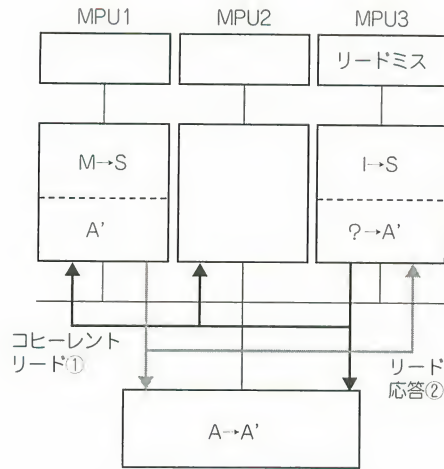 MPU1 MPU2 MPU3
リードミス
M→S
I→S
A'
?→A'
コヒーレント
リード①
リード
応答②
A→A'